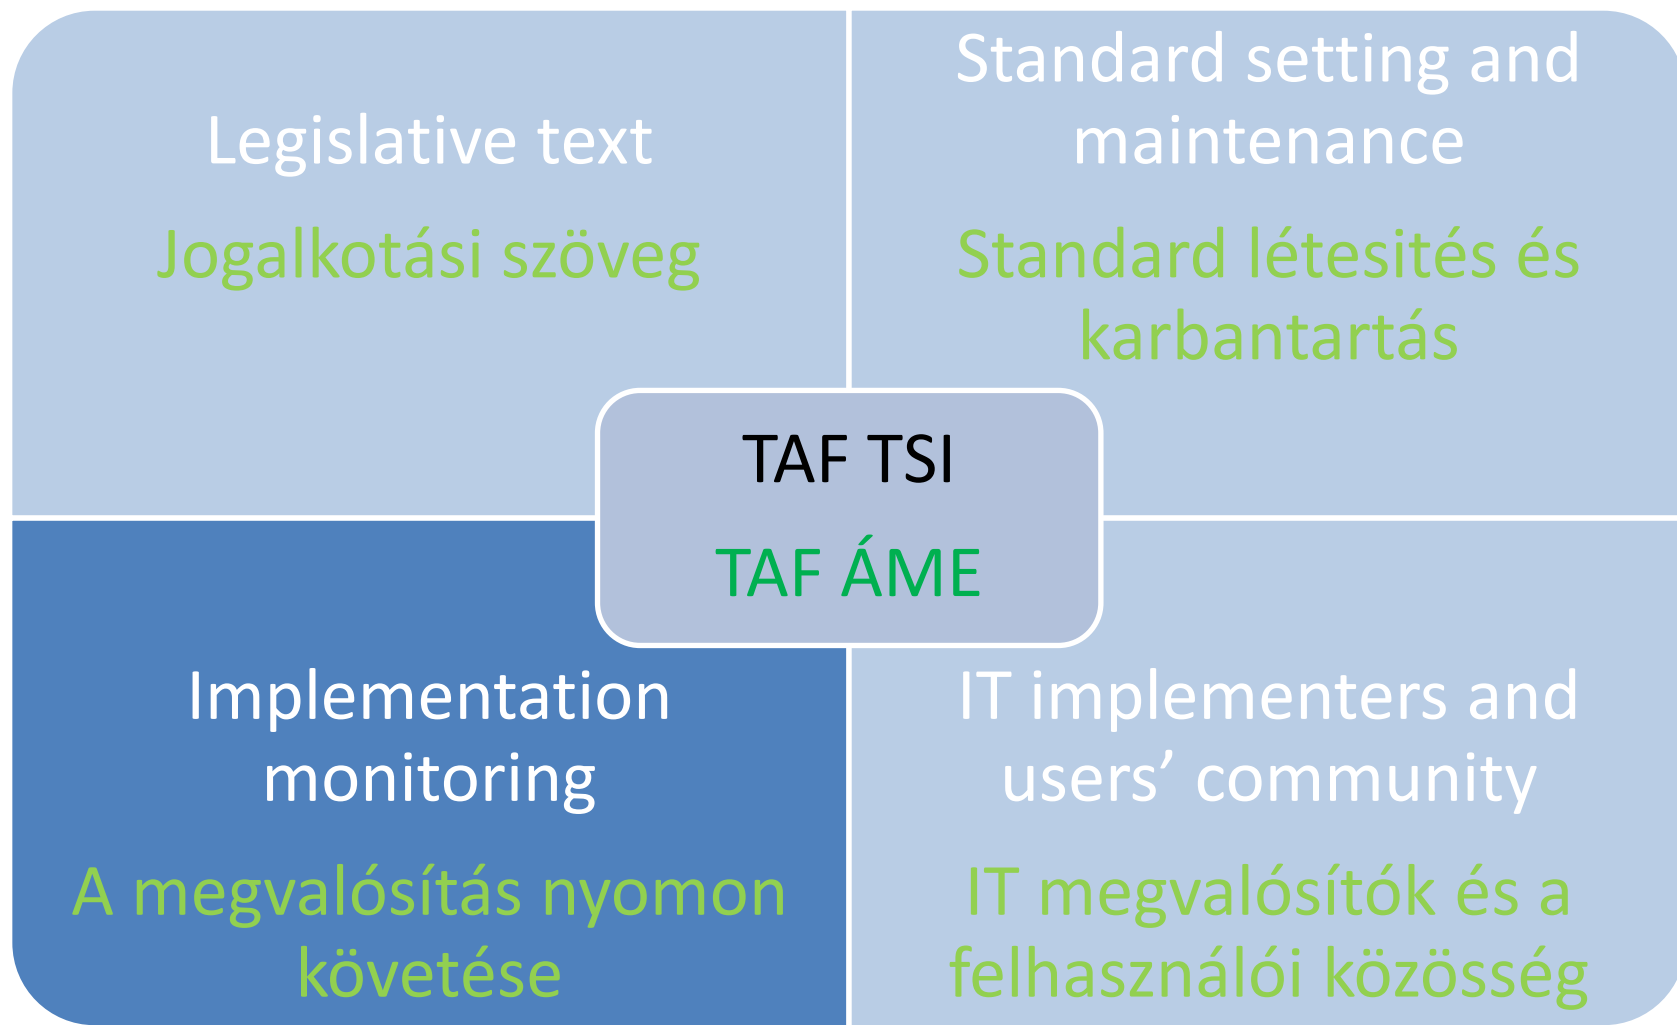 Legislative text
Jogalkotási szöveg
Standard setting and
maintenance
Standard létesités és
karbantartás
TAF TSI
TAF ÁME
Implementation
monitoring
A megvalósítás nyomon
követése
IT implementers and
users’ community
IT megvalósítók és a
felhasználói közösség